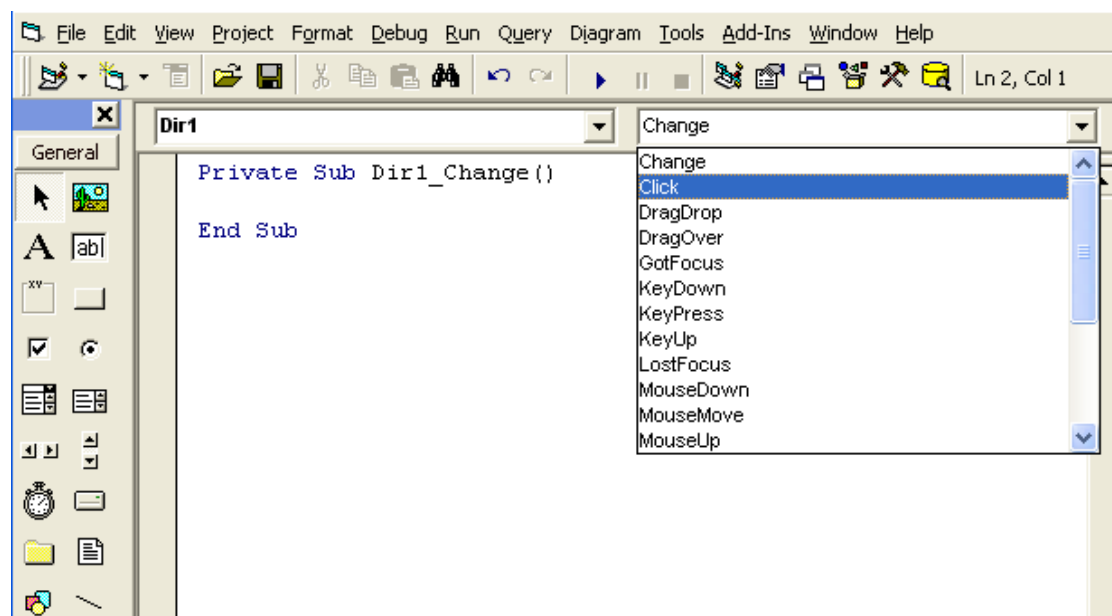 File Edit View Project Format Debug Run Query Diagram Tools Add-Ins Window Help
Ln 2, Col 1
Dir1 Change
General
Private Sub Dir1_Change()
End Sub
Change
Click
DragDrop
DragOver
GotFocus
KeyDown
KeyPress
KeyUp
LostFocus
MouseDown
MouseMove
MouseUp
A
ab|
xy